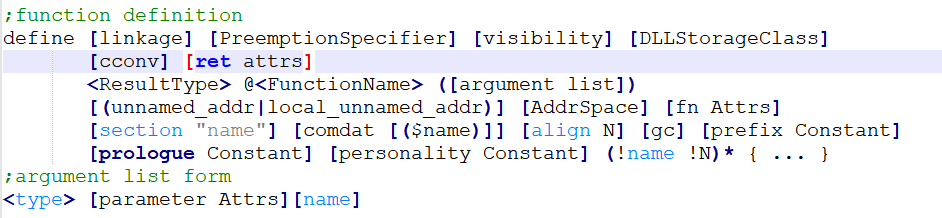 ;function definition
define [linkage] [PreemptionSpecifier] [visibility] [DLLStorageClass]
[cconv] [ret attrs]
<ResultType> @<FunctionName> ([argument list])
[(unnamed_addr|local_unnamed_addr)] [AddrSpace] [fn Attrs]
[section "name"] [comdat [($name)]] [align N] [gc] [prefix Constant]
[prologue Constant] [personality Constant] (!name !N)* { ... }
;argument list form
<type> [parameter Attrs][name]